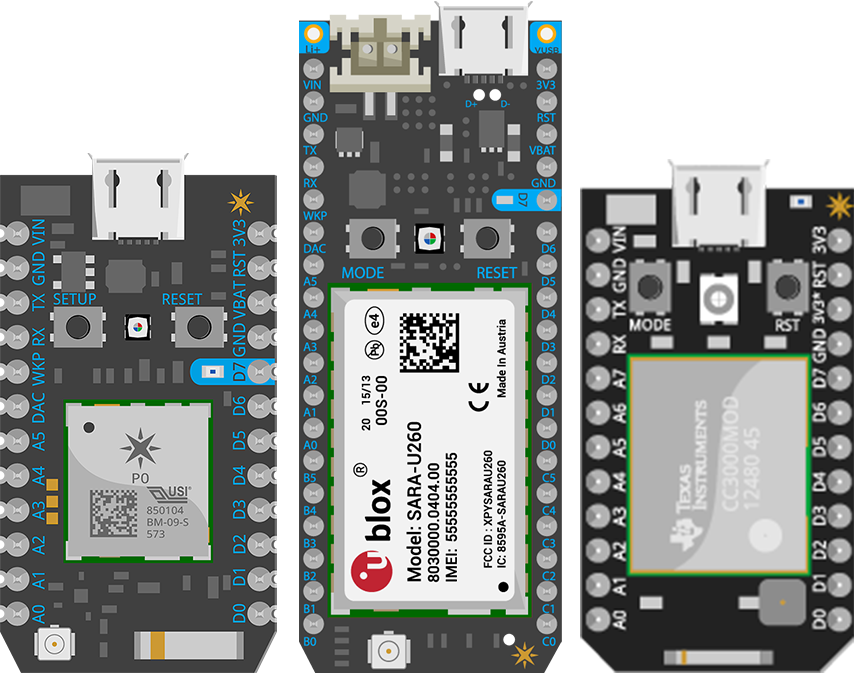 VIN
GND
TX
RX
WKP
DAC
A5
A4
A3
A2
A1
A0
3V3
RST
VBAT
GND
D7
D6
D5
D4
D3
D2
D1
D0
SETUP
RESET
P0
USI
850104
BM-09-S
573
Li+
VUSB
VIN
GND
TX
RX
WKP
DAC
A5
A4
A3
A2
A1
A0
B5
B4
B3
B2
B1
B0
D+ D-
3V3
RST
VBAT
GND
D7
D6
D5
D4
D3
D2
D1
D0
C5
C4
C3
C2
C1
C0
MODE
RESET
e4
Pb
20 15/13
00S-00
Made In Austria
CE
u blox®
Model: SARA-U260
8030000.0404.00
IMEI: 55555555555555
FCC ID : XPYSARAU260
IC: 8595A-SARAU260
VIN
GND
TX
RX
A7
A6
A5
A4
A3
A2
A1
A0
3V3
RST
3V3*
GND
D7
D6
D5
D4
D3
D2
D1
D0
MODE
RST
TEXAS
INSTRUMENTS
CC3000MOD
12486 45